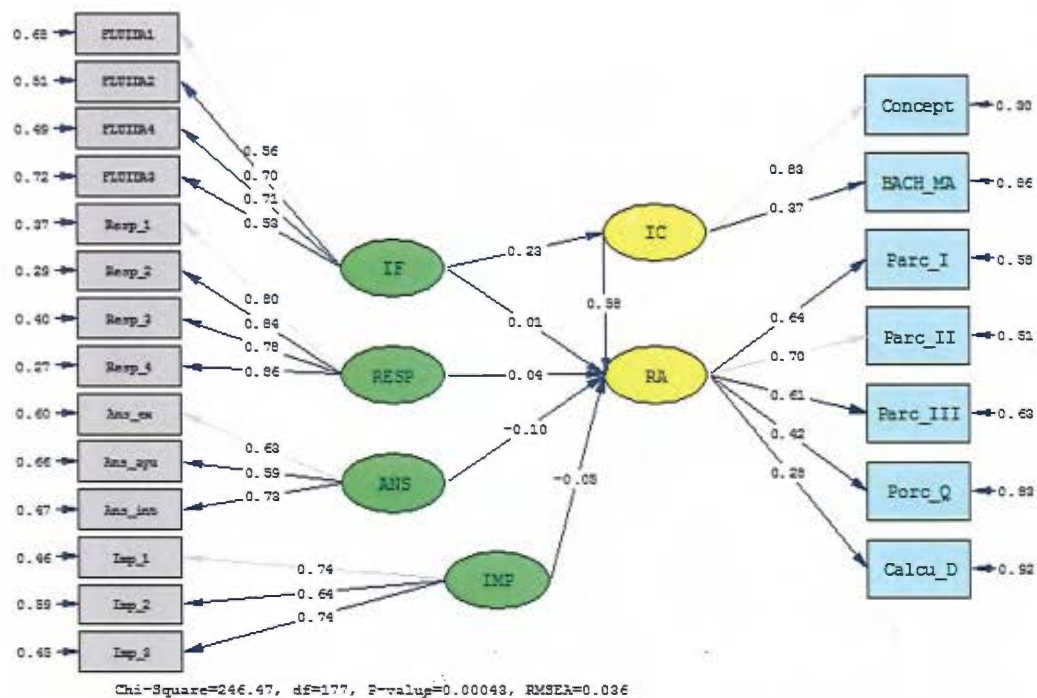 0.68 FLUIDA1
0.81 FLUIDA2
0.49 FLUIDA4
0.72 FLUIDA3
0.37 Resp_1
0.29 Resp_2
0.40 Resp_3
0.27 Resp_4
0.60 Ans_ex
0.66 Ans_ayu
0.47 Ans_int
0.46 Imp_1
0.59 Imp_2
0.45 Imp_3
0.56
0.70
0.71
0.53
0.80
0.84
0.78
0.86
0.63
0.59
0.73
0.74
0.64
0.74
IF
RESP
ANS
IMP
0.23
0.01
0.58
0.04
-0.10
-0.05
IC
RA
0.83
0.37
0.64
0.70
0.61
0.42
0.28
Concept
BACH_MA 0.86
Parc_I 0.58
Parc_II 0.51
Parc_III 0.63
Porc_Q 0.83
Calcu_D 0.92
Chi-Square=246.47, df=177, P-value=0.00043, RMSEA=0.036